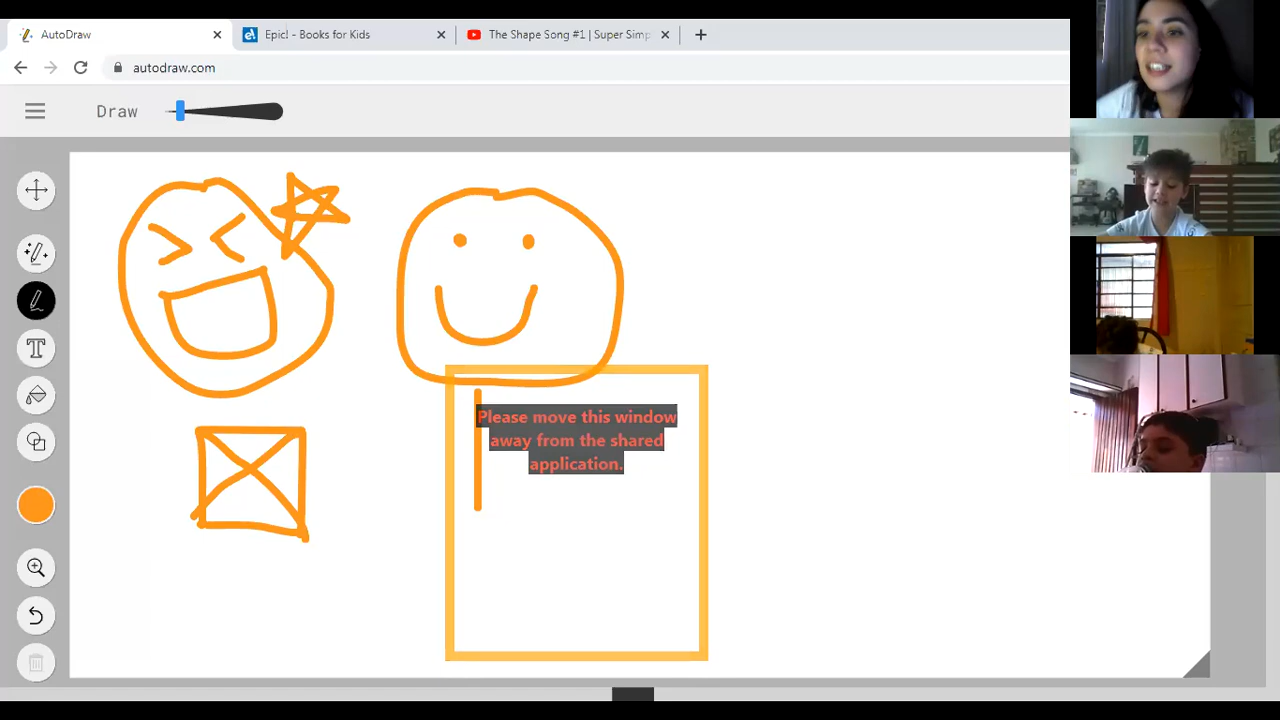 AutoDraw
Epic! - Books for Kids
The Shape Song #1 | Super Simp
autodraw.com
Draw
T
Please move this window
away from the shared
application.